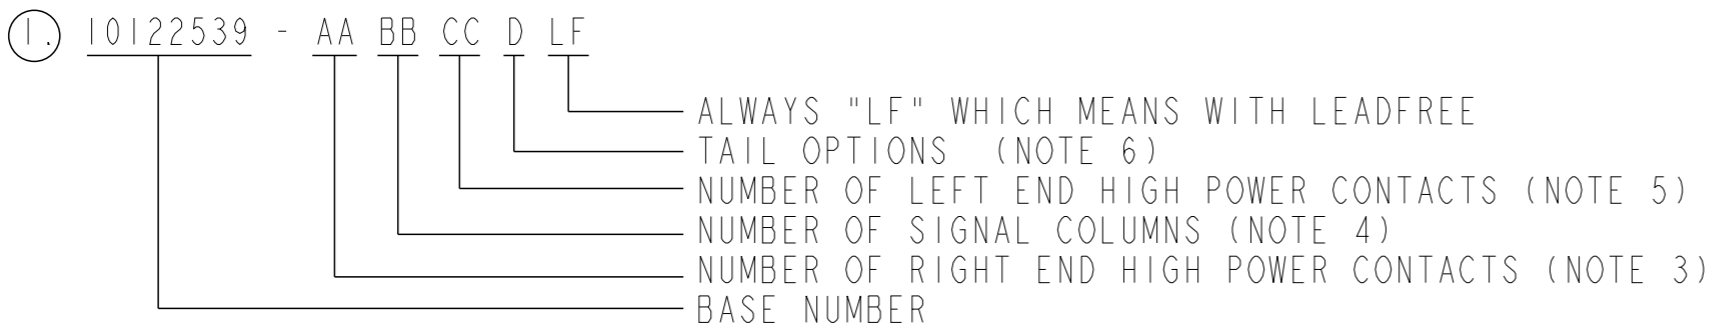 1. 10122539 - AA BB CC D LF
ALWAYS "LF" WHICH MEANS WITH LEADFREE
TAIL OPTIONS (NOTE 6)
NUMBER OF LEFT END HIGH POWER CONTACTS (NOTE 5)
NUMBER OF SIGNAL COLUMNS (NOTE 4)
NUMBER OF RIGHT END HIGH POWER CONTACTS (NOTE 3)
BASE NUMBER